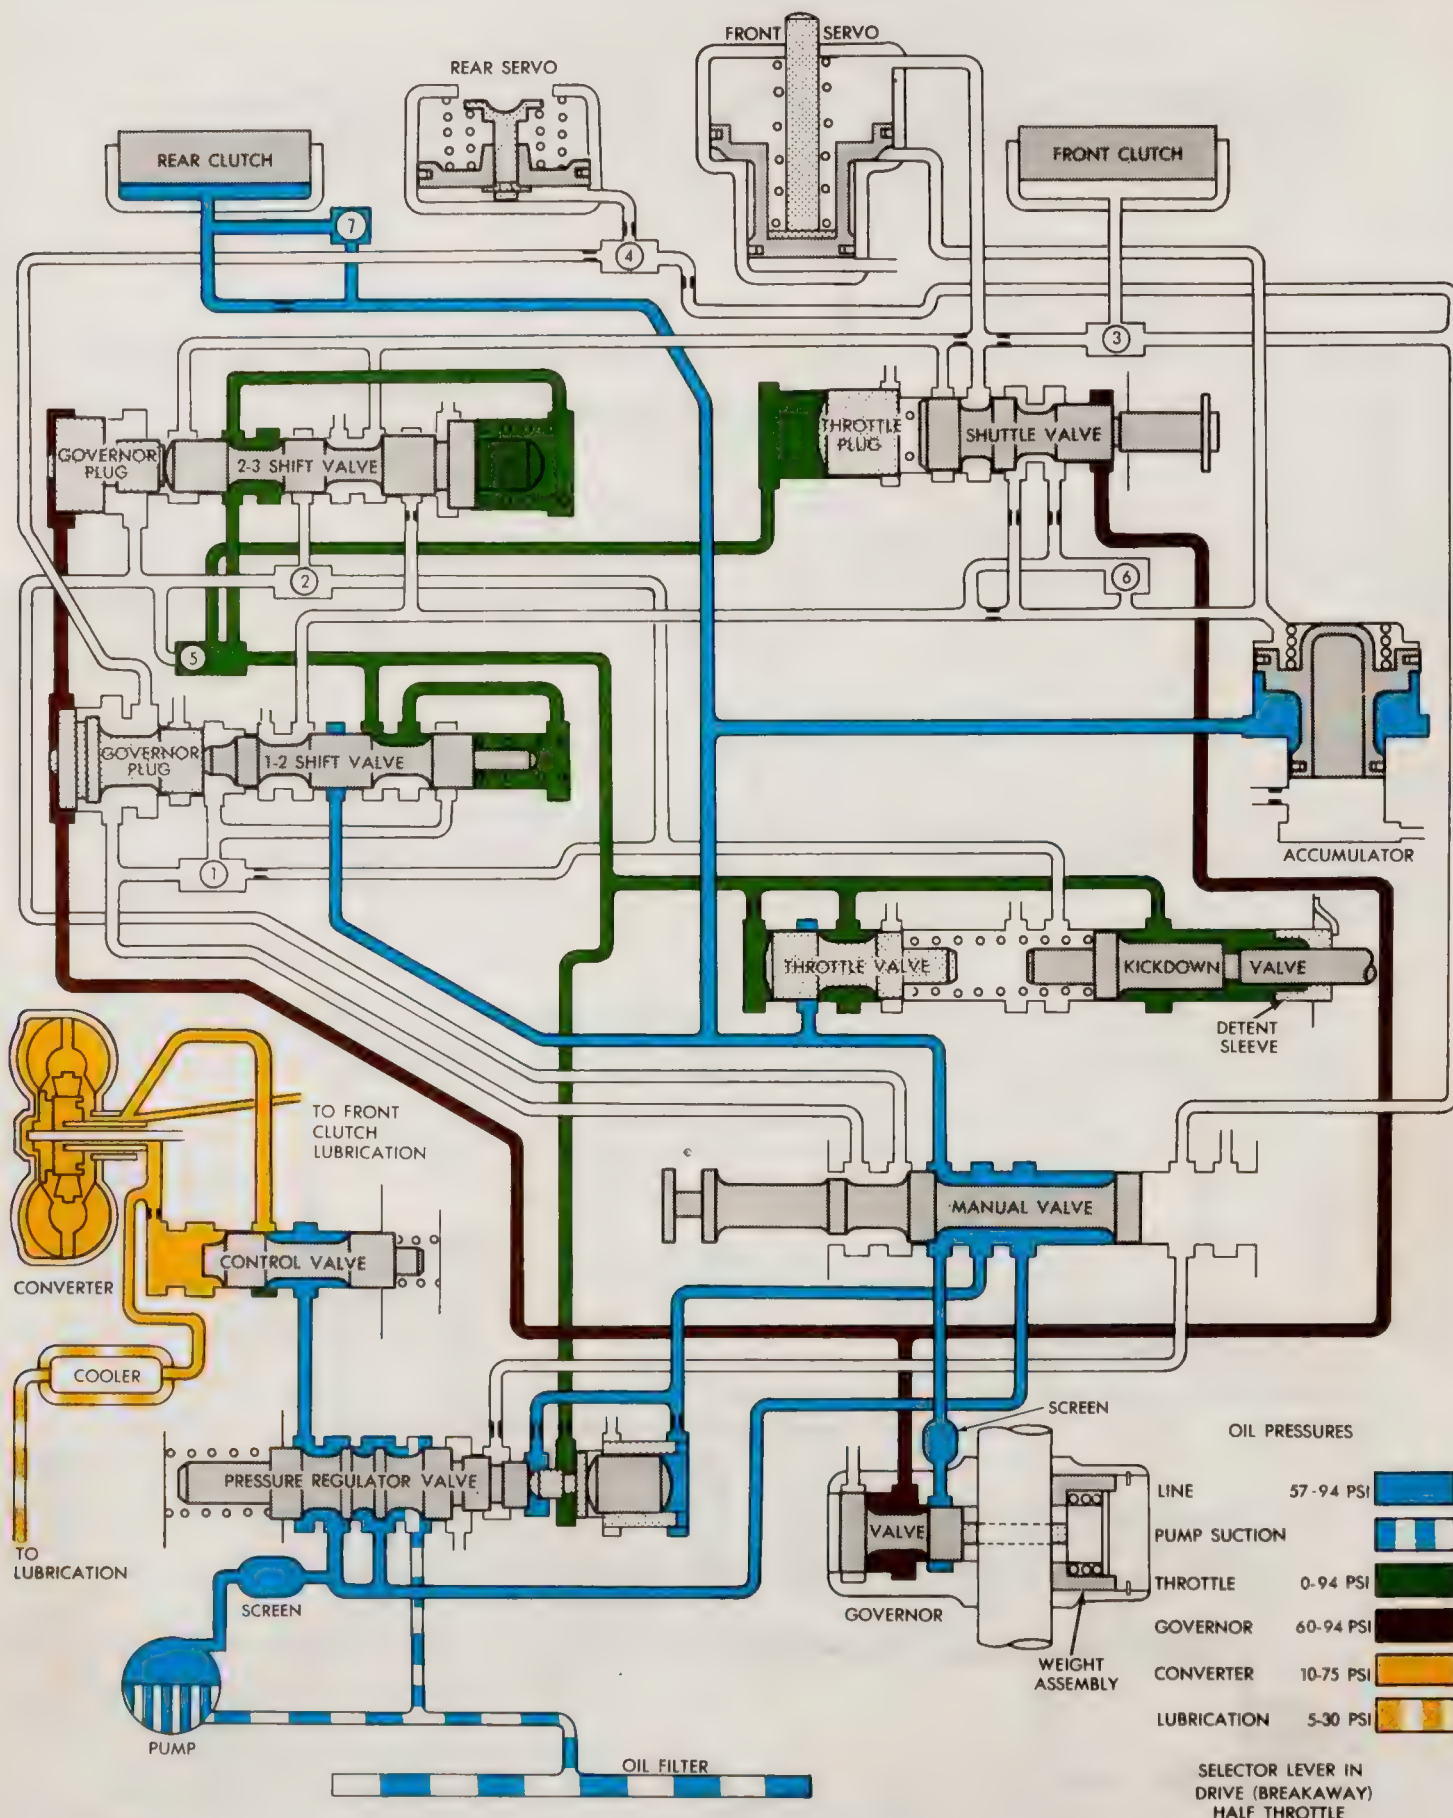 FRONT SERVO
REAR SERVO
REAR CLUTCH
FRONT CLUTCH
7
4
3
GOVERNOR
PLUG
2-3 SHIFT VALVE
THROTTLE
PLUG
SHUTTLE VALVE
2
6
5
GOVERNOR
PLUG
1-2 SHIFT VALVE
1
ACCUMULATOR
THROTTLE VALVE
KICKDOWN VALVE
DETENT
SLEEVE
TO FRONT
CLUTCH
LUBRICATION
MANUAL VALVE
CONTROL VALVE
CONVERTER
COOLER
SCREEN
PRESSURE REGULATOR VALVE
TO
LUBRICATION
SCREEN
VALVE
GOVERNOR
WEIGHT
ASSEMBLY
PUMP
OIL FILTER
OIL PRESSURES
LINE 57-94 PSI
PUMP SUCTION
THROTTLE 0-94 PSI
GOVERNOR 60-94 PSI
CONVERTER 10-75 PSI
LUBRICATION 5-30 PSI
SELECTOR LEVER IN
DRIVE (BREAKAWAY)
HALF THROTTLE